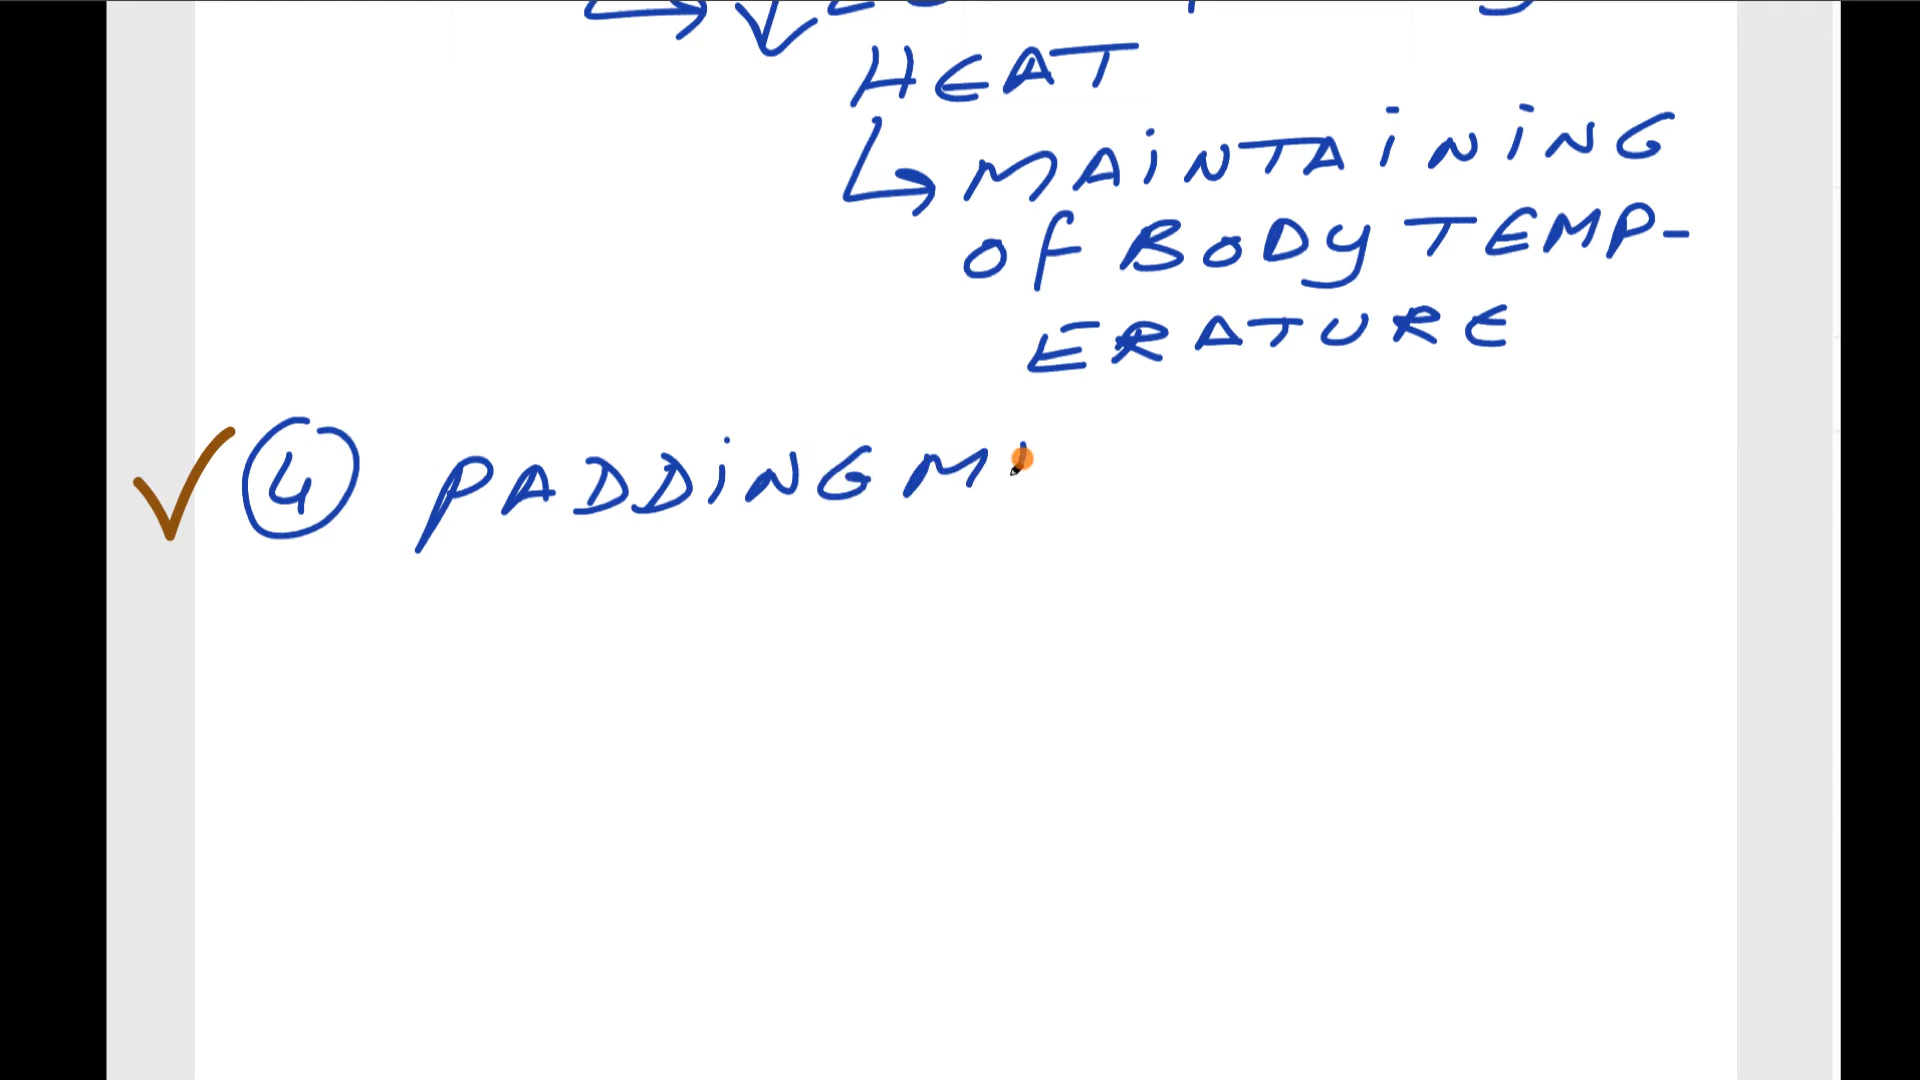 HEAT
↳ MAiNTAiNiNG
Of BODY TEMP-
ERATURE
✓ ④ PADDiNG M